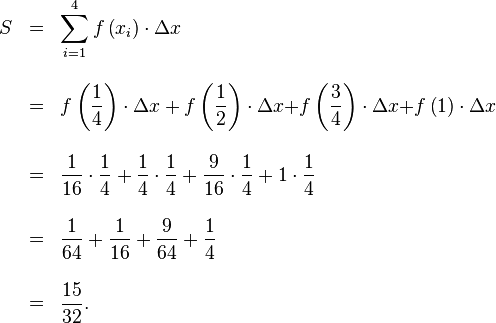 S = \sum_{i=1}^{4} f(x_i) \cdot \Delta x
= f\left(\frac{1}{4}\right) \cdot \Delta x + f\left(\frac{1}{2}\right) \cdot \Delta x + f\left(\frac{3}{4}\right) \cdot \Delta x + f(1) \cdot \Delta x
= \frac{1}{16} \cdot \frac{1}{4} + \frac{1}{4} \cdot \frac{1}{4} + \frac{9}{16} \cdot \frac{1}{4} + 1 \cdot \frac{1}{4}
= \frac{1}{64} + \frac{1}{16} + \frac{9}{64} + \frac{1}{4}
= \frac{15}{32}.